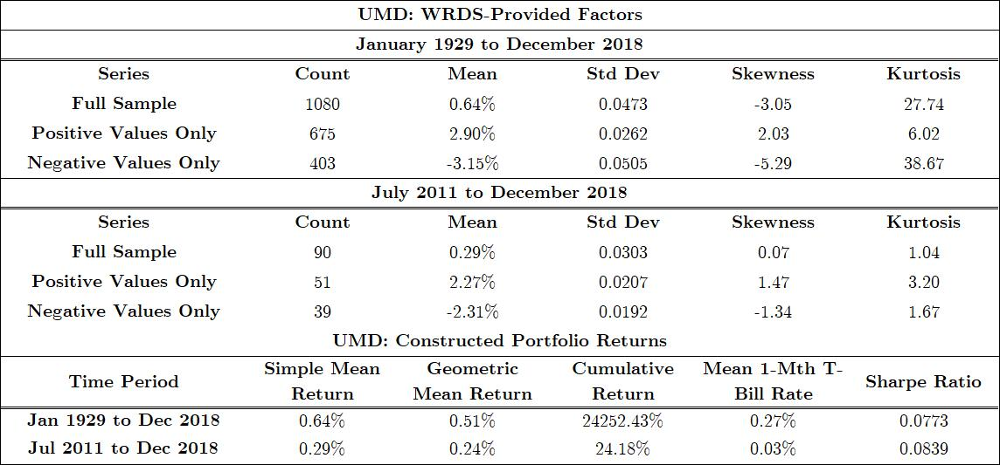 UMD: WRDS-Provided Factors
January 1929 to December 2018
Series Count Mean Std Dev Skewness Kurtosis
Full Sample 1080 0.64% 0.0473 -3.05 27.74
Positive Values Only 675 2.90% 0.0262 2.03 6.02
Negative Values Only 403 -3.15% 0.0505 -5.29 38.67
July 2011 to December 2018
Series Count Mean Std Dev Skewness Kurtosis
Full Sample 90 0.29% 0.0303 0.07 1.04
Positive Values Only 51 2.27% 0.0207 1.47 3.20
Negative Values Only 39 -2.31% 0.0192 -1.34 1.67
UMD: Constructed Portfolio Returns
Time Period Simple Mean Return Geometric Mean Return Cumulative Return Mean 1-Mth T-Bill Rate Sharpe Ratio
Jan 1929 to Dec 2018 0.64% 0.51% 24252.43% 0.27% 0.0773
Jul 2011 to Dec 2018 0.29% 0.24% 24.18% 0.03% 0.0839